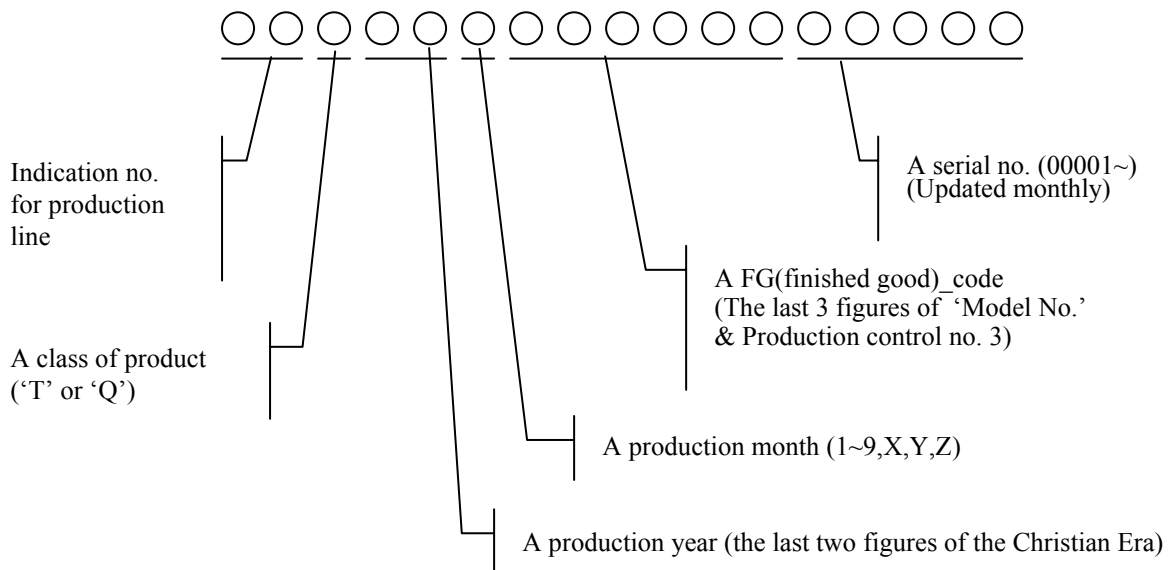 Indication no.
for production
line
A serial no. (00001~)
(Updated monthly)
A FG(finished good)_code
(The last 3 figures of ‘Model No.’
& Production control no. 3)
A class of product
(‘T’ or ‘Q’)
A production month (1~9,X,Y,Z)
A production year (the last two figures of the Christian Era)